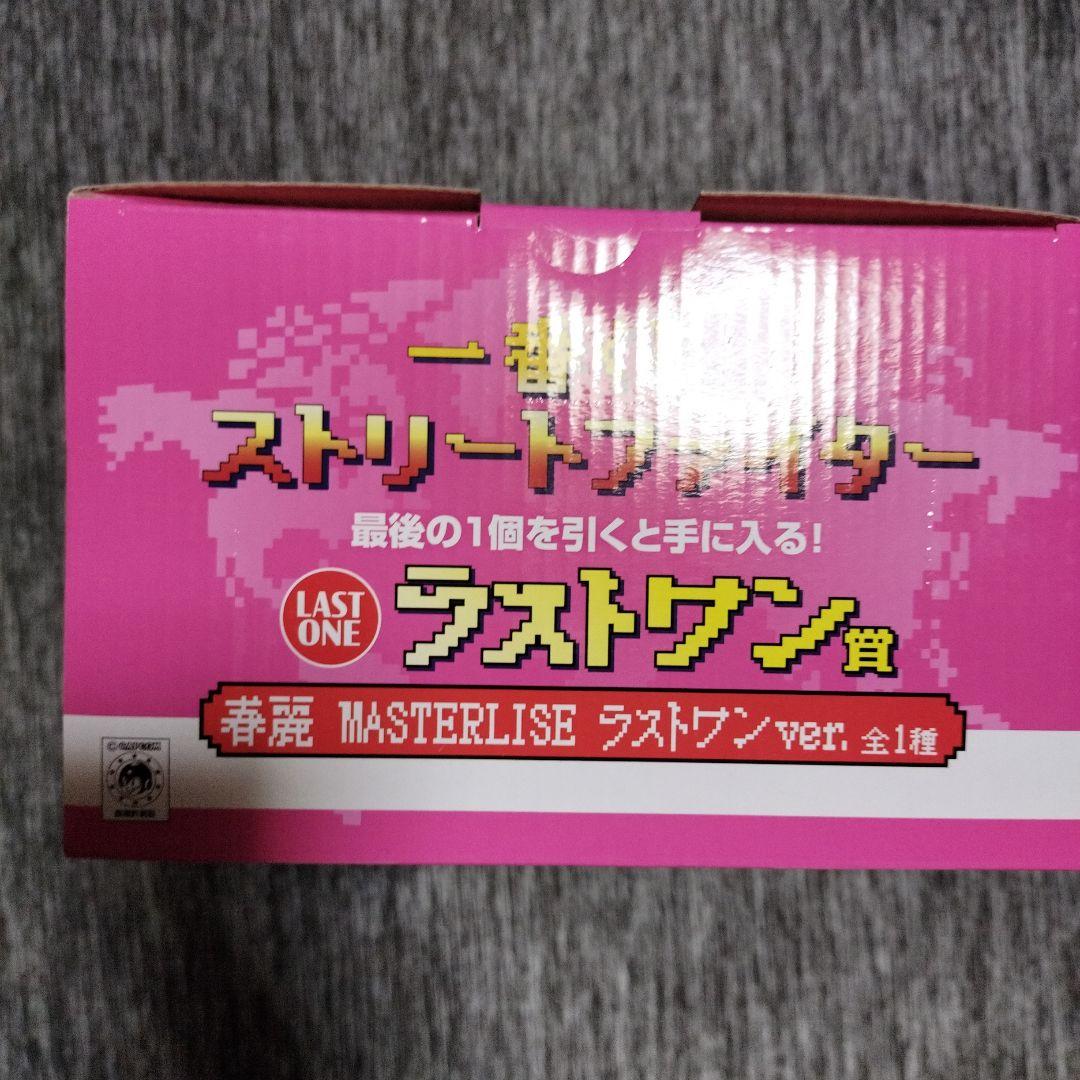 一番
ストリートファイター
最後の1個を引くと手に入る!
LAST
ONE
ラストワン賞
春麗 MASTERLISE ラストワンver. 全1種
©CAPCOM